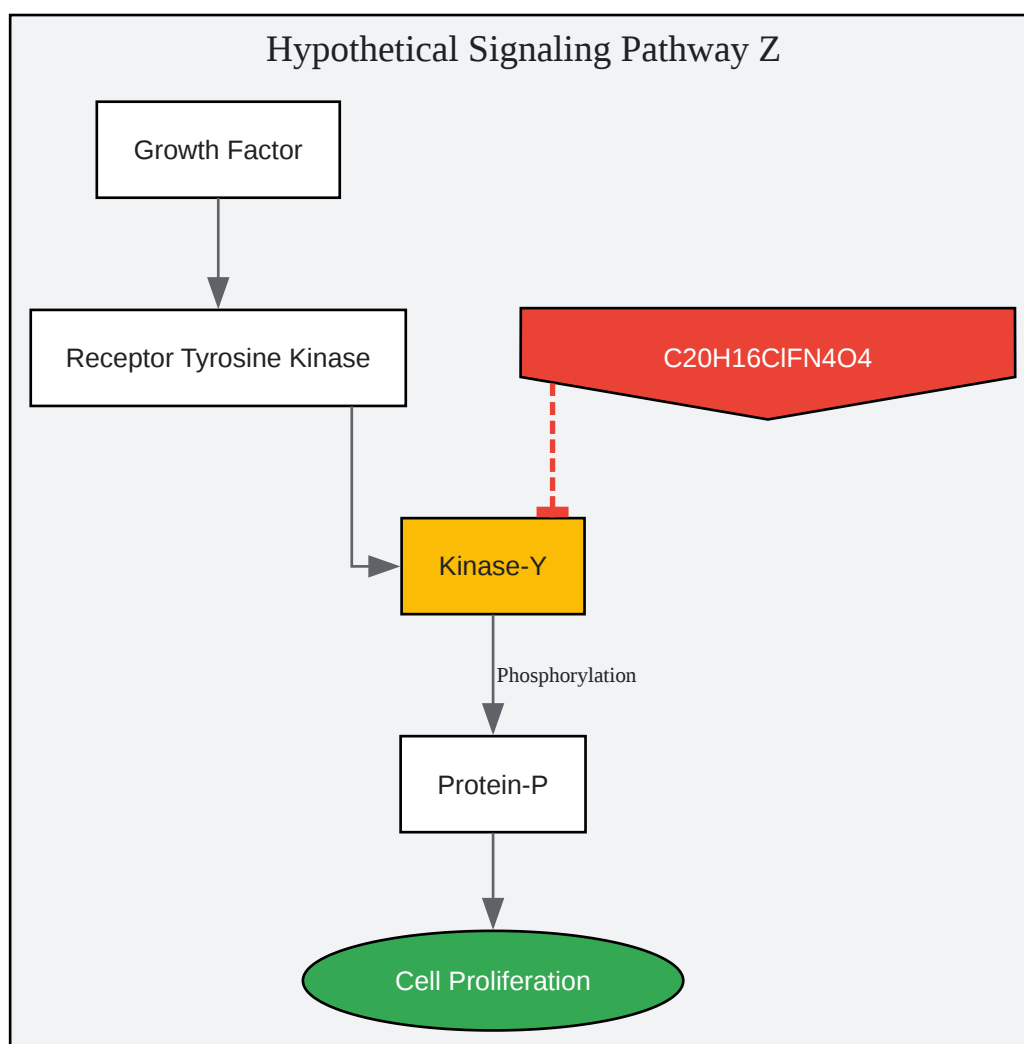 Hypothetical Signaling Pathway Z
Growth Factor
Receptor Tyrosine Kinase
C20H16ClFN4O4
Kinase-Y
Phosphorylation
Protein-P
Cell Proliferation